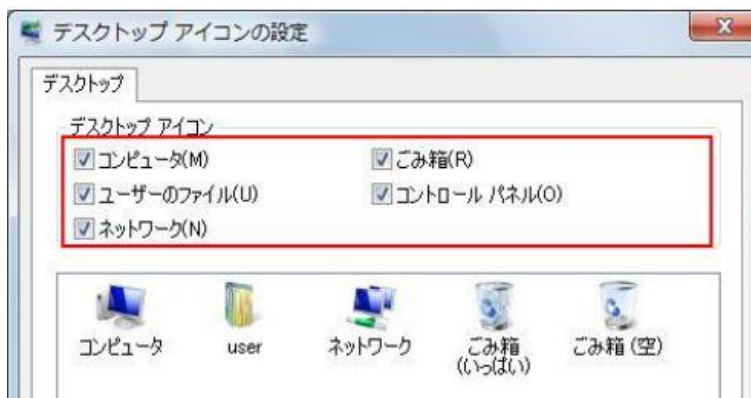 デスクトップ アイコンの設定
デスクトップ
デスクトップ アイコン
コンピュータ(M)
ごみ箱(R)
ユーザーのファイル(U)
コントロール パネル(O)
ネットワーク(N)
コンピュータ
user
ネットワーク
ごみ箱
(いっぱい)
ごみ箱 (空)